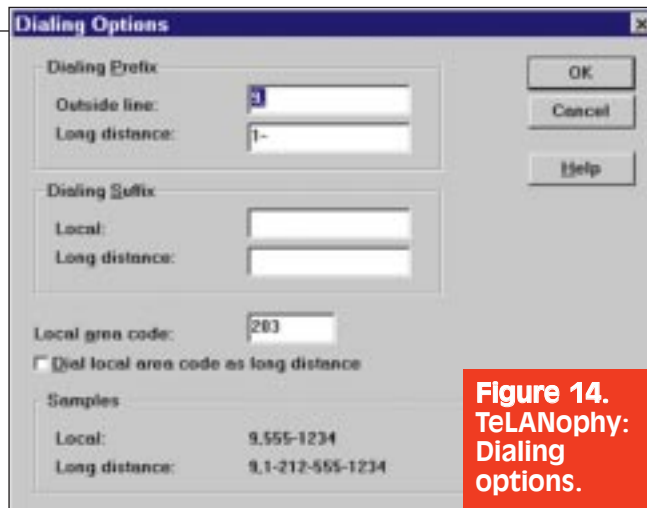 Dialing Options
Dialing Prefix
Outside line: 9,
Long distance: 1-
OK
Cancel
Help
Dialing Suffix
Local:
Long distance:
Local area code: 203
Dial local area code as long distance
Samples
Local: 9,555-1234
Long distance: 9,1-212-555-1234
Figure 14.
TeLANophy:
Dialing
options.